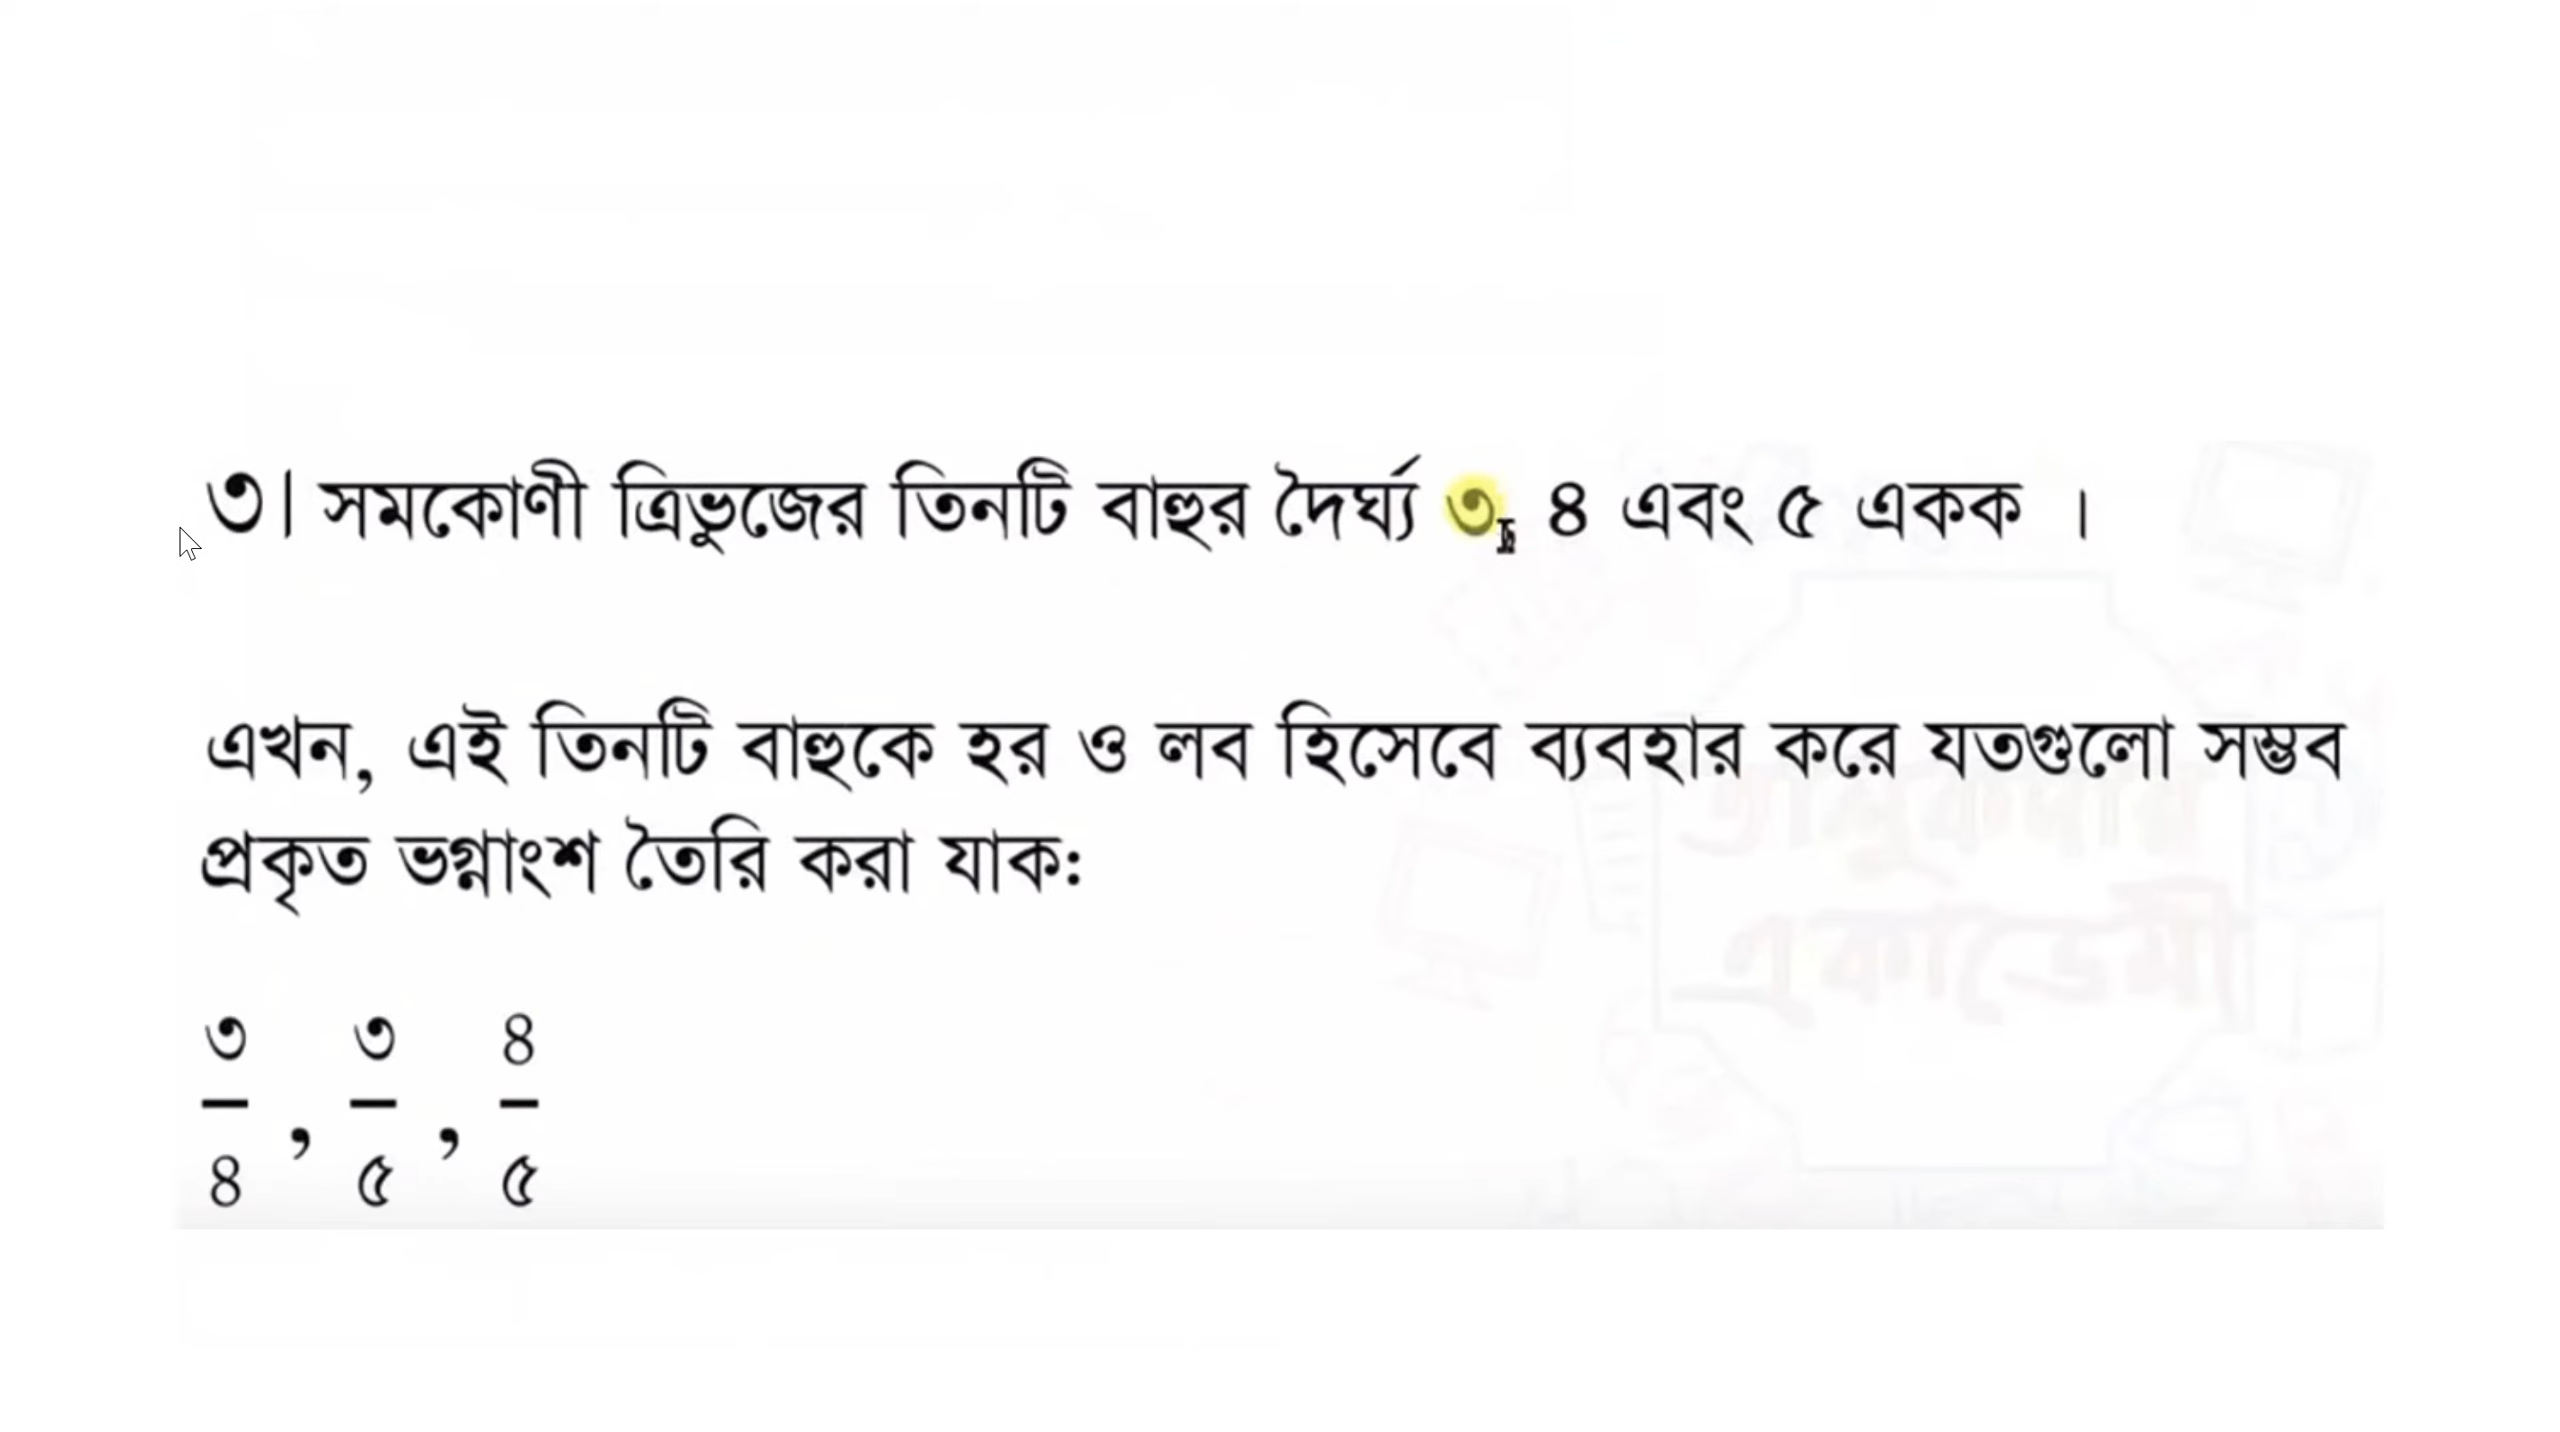 ৩। সমকোণী ত্রিভুজের তিনটি বাহুর দৈর্ঘ্য ৩, ৪ এবং ৫ একক ।
এখন, এই তিনটি বাহুকে হর ও লব হিসেবে ব্যবহার করে যতগুলো সম্ভব
প্রকৃত ভগ্নাংশ তৈরি করা যাক:
৩/৪ , ৩/৫ , ৪/৫
একাডেমী